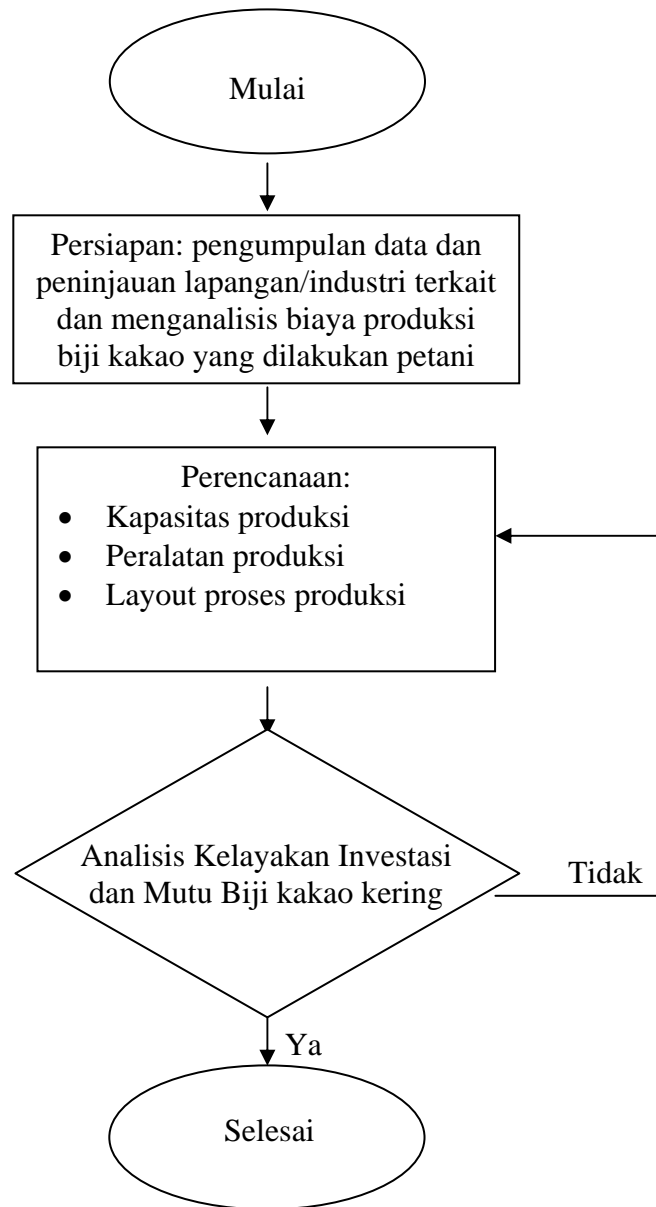 Mulai
Persiapan: pengumpulan data dan
peninjauan lapangan/industri terkait
dan menganalisis biaya produksi
biji kakao yang dilakukan petani
Perencanaan:
• Kapasitas produksi
• Peralatan produksi
• Layout proses produksi
Analisis Kelayakan Investasi
dan Mutu Biji kakao kering
Tidak
Ya
Selesai